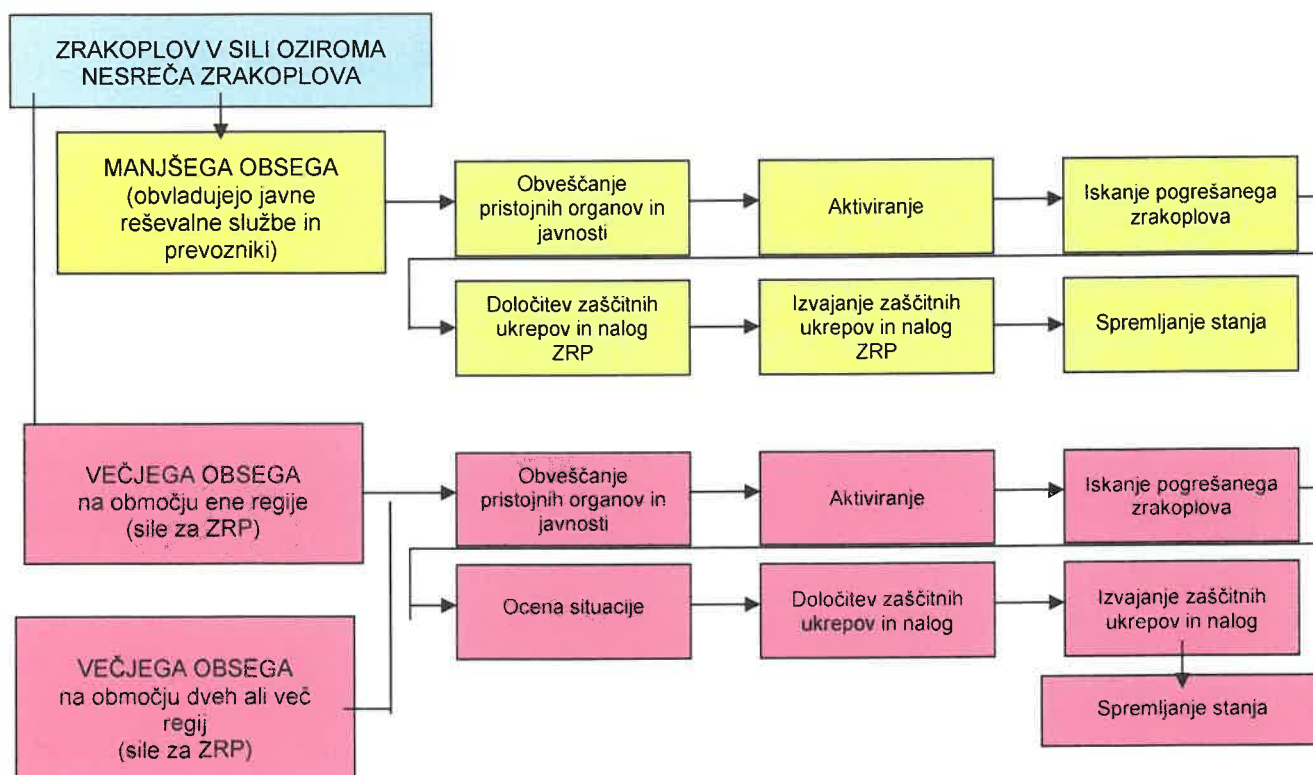 ZRAKOPLOV V SILI OZIROMA
NESREČA ZRAKOPLOVA
MANJŠEGA OBSEGA
(obvladujejo javne
reševalne službe in
prevozniki)
Obveščanje
pristojnih organov in
javnosti
Aktiviranje
Iskanje pogrešanega
zrakoplova
Določitev zaščitnih
ukrepov in nalog
ZRP
Izvajanje zaščitnih
ukrepov in nalog
ZRP
Spremljanje stanja
VEČJEGA OBSEGA
na območju ene regije
(sile za ZRP)
Obveščanje
pristojnih organov in
javnosti
Aktiviranje
Iskanje pogrešanega
zrakoplova
Ocena situacije
Določitev zaščitnih
ukrepov in nalog
Izvajanje zaščitnih
ukrepov in nalog
VEČJEGA OBSEGA
na območju dveh ali več
regij
(sile za ZRP)
Spremljanje stanja